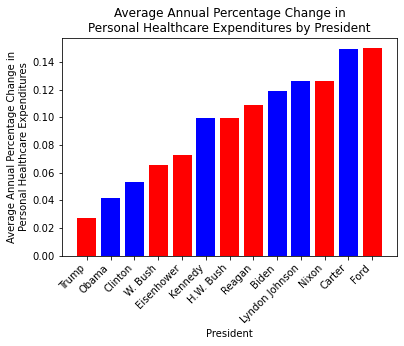 Average Annual Percentage Change in
Personal Healthcare Expenditures by President
Average Annual Percentage Change in
Personal Healthcare Expenditures
0.14
0.12
0.10
0.08
0.06
0.04
0.02
0.00
Trump
Obama
Clinton
W. Bush
Eisenhower
Kennedy
H.W. Bush
Reagan
Biden
Lyndon Johnson
Nixon
Carter
Ford
President